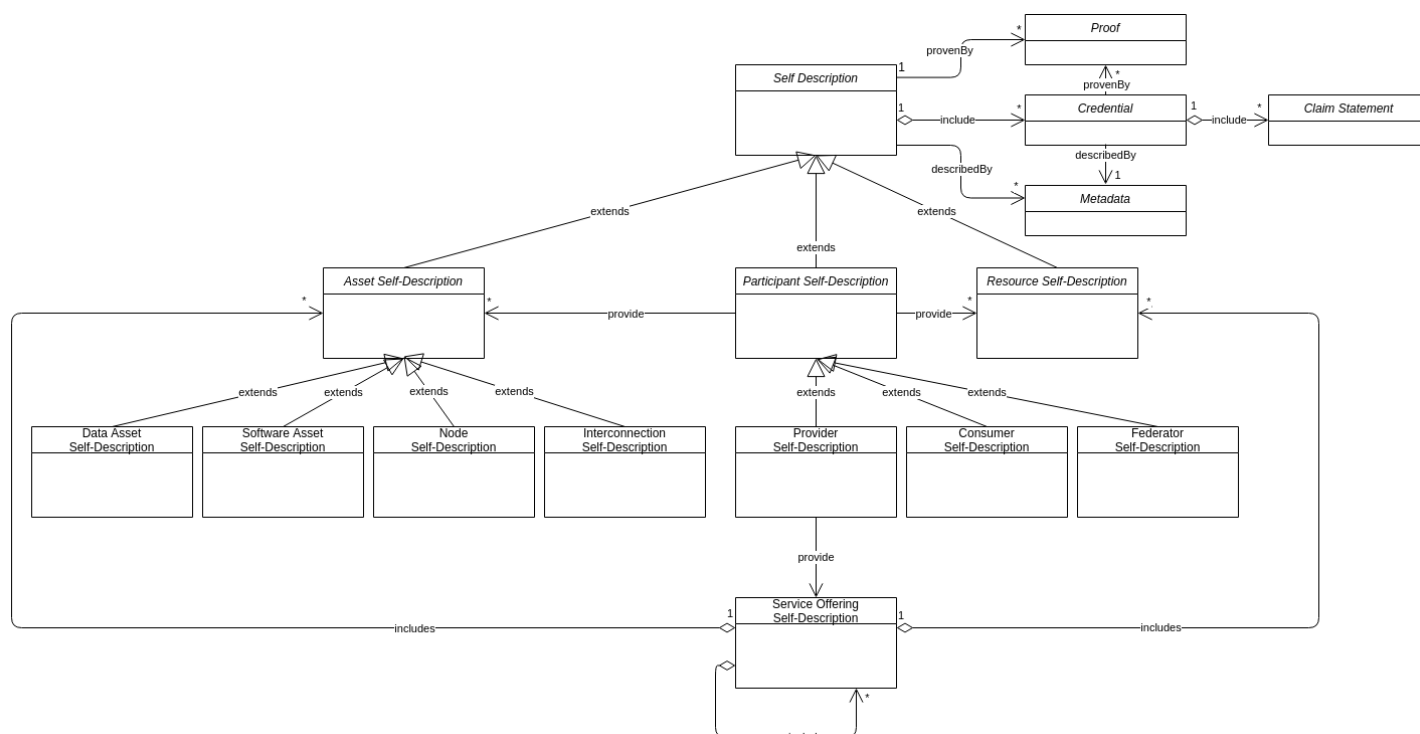 Proof
*
provenBy
1
Self Description
* 
provenBy
Credential
1
include
*
1
include
*
Claim Statement
describedBy
1
describedBy
*
Metadata
extends
extends
extends
Asset Self-Description
Participant Self-Description
Resource Self-Description
*
*
provide
provide
*
*
extends
extends
extends
extends
extends
extends
extends
Data Asset
Self-Description
Software Asset
Self-Description
Node
Self-Description
Interconnection
Self-Description
Provider
Self-Description
Consumer
Self-Description
Federator
Self-Description
provide
Service Offering
Self-Description
1
1
includes
includes
*